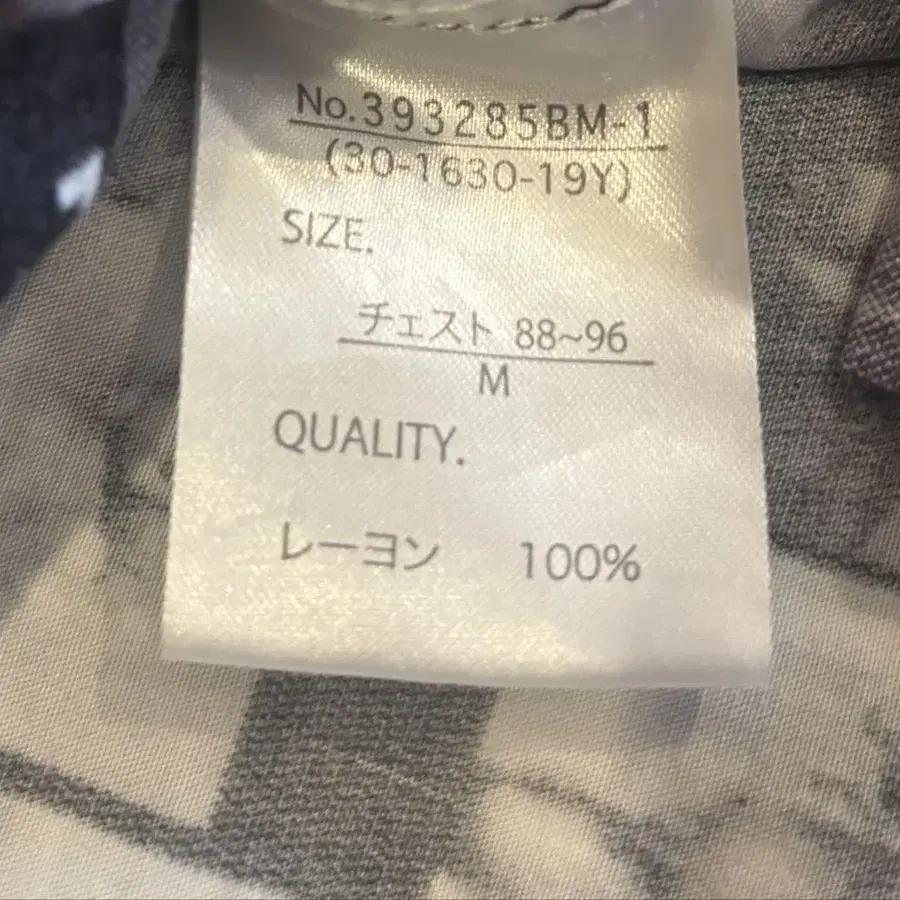 No.393285BM-1
(30-1630-19Y)
SIZE.
チェスト 88~96
M
QUALITY.
レーヨン 100%